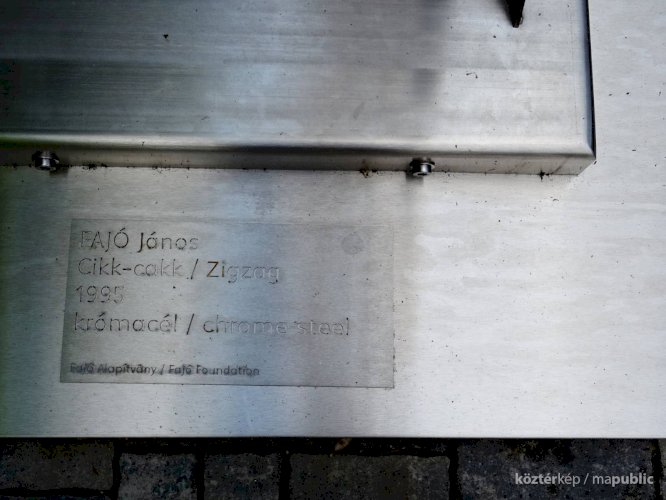 FAJÓ János
Cikk-cakk / Zigzag
1995
krómacél / chrome steel
Fajó Alapítvány / Fajó Foundation
köztérkép / mapublic